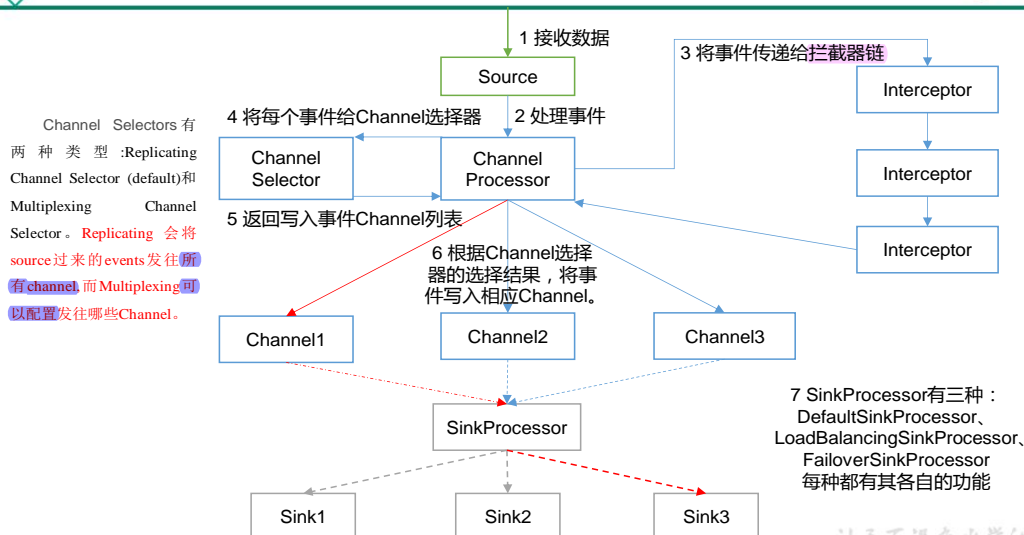 1 接收数据
Source
3 将事件传递给拦截器链
Interceptor
4 将每个事件给Channel选择器
2 处理事件
Channel Selectors 有
两种类型:Replicating
Channel Selector (default)和
Multiplexing Channel
Selector。Replicating 会将
source过来的events发往所
有channel,而Multiplexing可
以配置发往哪些Channel。
Channel
Selector
Channel
Processor
Interceptor
5 返回写入事件Channel列表
Interceptor
6 根据Channel选择
器的选择结果，将事
件写入相应Channel。
Channel1
Channel2
Channel3
SinkProcessor
7 SinkProcessor有三种：
DefaultSinkProcessor、
LoadBalancingSinkProcessor、
FailoverSinkProcessor
每种都有其各自的功能
Sink1
Sink2
Sink3